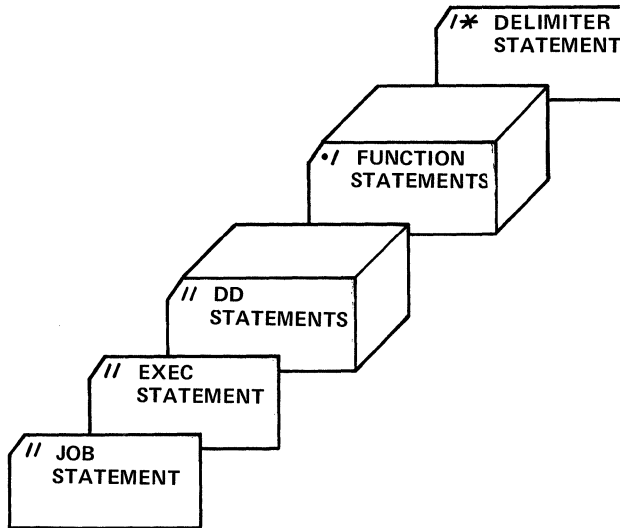 /* DELIMITER
STATEMENT
•/ FUNCTION
STATEMENTS
// DD
STATEMENTS
// EXEC
STATEMENT
// JOB
STATEMENT